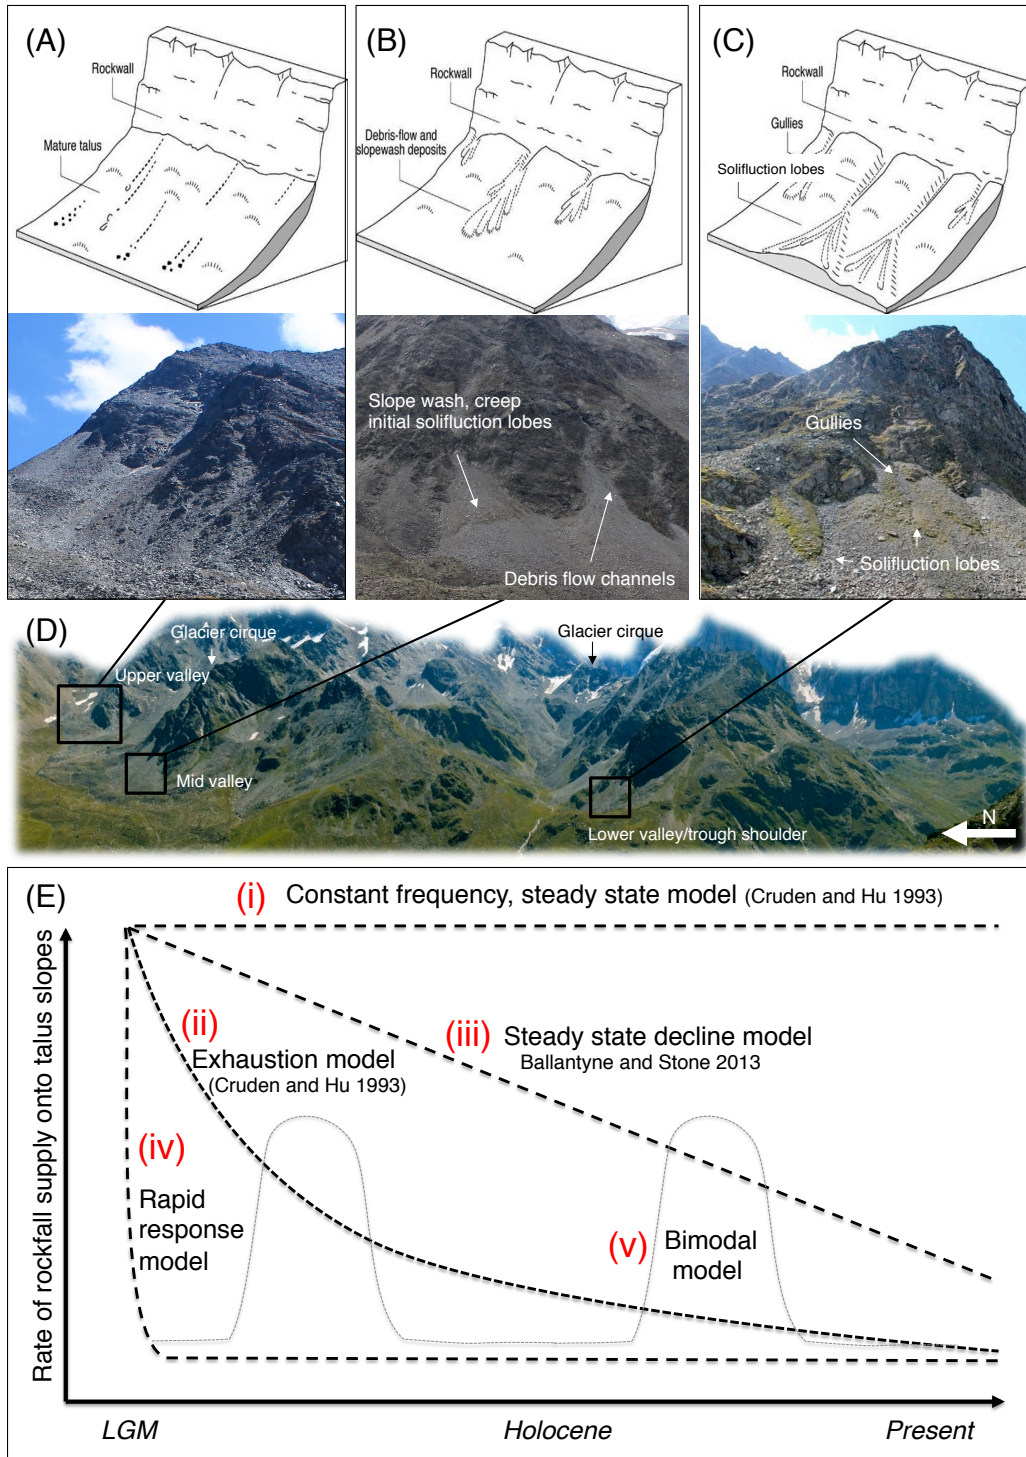 (A)
Rockwall
Mature talus
(B)
Rockwall
Debris-flow and
slopewash deposits
(C)
Rockwall
Gullies
Solifluction lobes
Slope wash, creep
initial solifluction lobes
Debris flow channels
Gullies
Solifluction lobes
(D)
Glacier cirque
Glacier cirque
Upper valley
Mid valley
Lower valley/trough shoulder
N
(E)
(i) Constant frequency, steady state model (Cruden and Hu 1993)
(ii)
Exhaustion model
(Cruden and Hu 1993)
(iii) Steady state decline model
Ballantyne and Stone 2013
(iv)
Rapid
response
model
(v) Bimodal
model
Rate of rockfall supply onto talus slopes
LGM
Holocene
Present